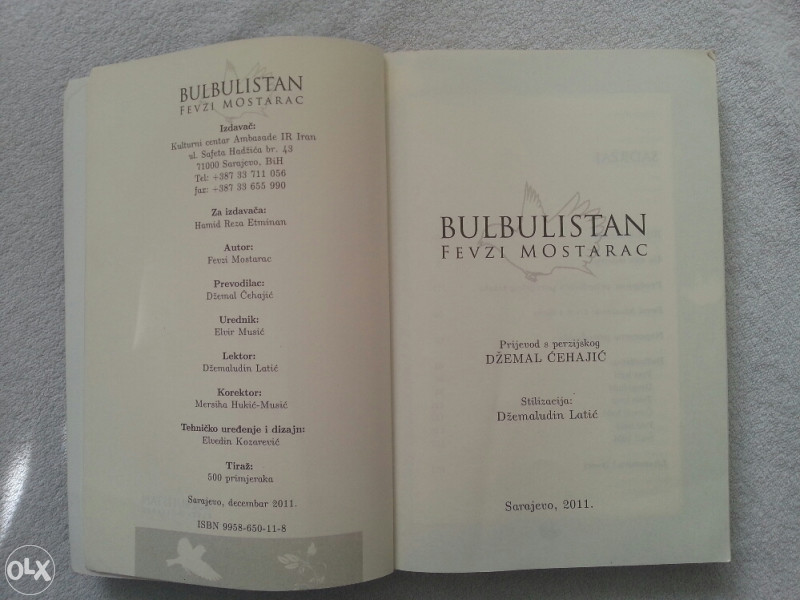 BULBULISTAN
FEVZI MOSTARAC
Izdavač:
Kulturni centar Ambasade IR Iran
ul. Safeta Hadžića br. 43
71000 Sarajevo, BiH
Tel: +387 33 711 056
fax: +387 33 655 990
Za izdavača:
Hamid Reza Etminan
Autor:
Fevzi Mostarac
Prevodilac:
Džemal Ćehajić
Urednik:
Elvir Musić
Lektor:
Džemaludin Latić
Korektor:
Mersiha Hukić-Musić
Tehničko uređenje i dizajn:
Elvedin Kozarević
Tiraž:
500 primjeraka
Sarajevo, decembar 2011.
ISBN 9958-650-11-8
BULBULISTAN
FEVZI MOSTARAC
Prijevod s perzijskog
DŽEMAL ĆEHAJIĆ
Stilizacija:
Džemaludin Latić
Sarajevo, 2011.
OLX